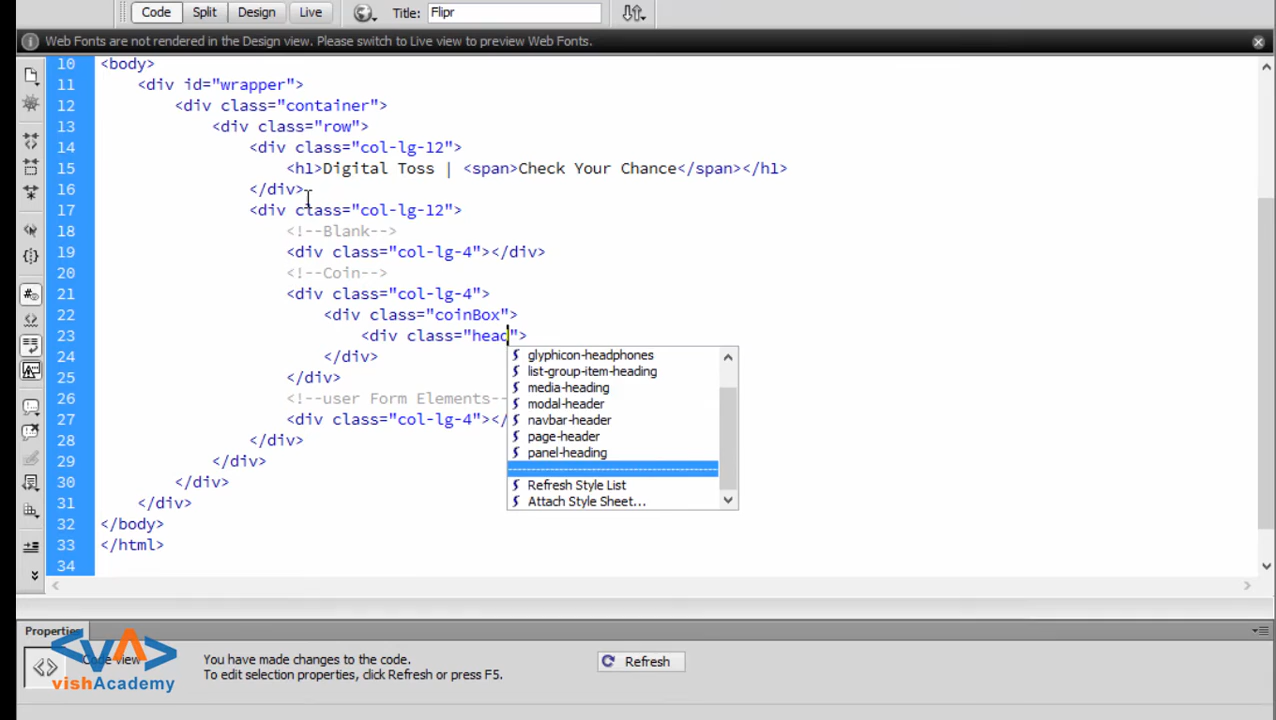 Code Split Design Live Title: Flipr
Web Fonts are not rendered in the Design view. Please switch to Live view to preview Web Fonts.
10 <body>
11 <div id="wrapper">
12 <div class="container">
13 <div class="row">
14 <div class="col-lg-12">
15 <h1>Digital Toss | <span>Check Your Chance</span></h1>
16 </div>
17 <div class="col-lg-12">
18 <!--Blank-->
19 <div class="col-lg-4"></div>
20 <!--Coin-->
21 <div class="col-lg-4">
22 <div class="coinBox">
23 <div class="head">
24 </div>
25 </div>
26 <!--user Form Elements--
27 <div class="col-lg-4"></
28 </div>
29 </div>
30 </div>
31 </div>
32 </body>
33 </html>
34
glyphicon-headphones
list-group-item-heading
media-heading
modal-header
navbar-header
page-header
panel-heading
Refresh Style List
Attach Style Sheet...
Properties
Code view
You have made changes to the code.
To edit selection properties, click Refresh or press F5.
Refresh
vishAcademy